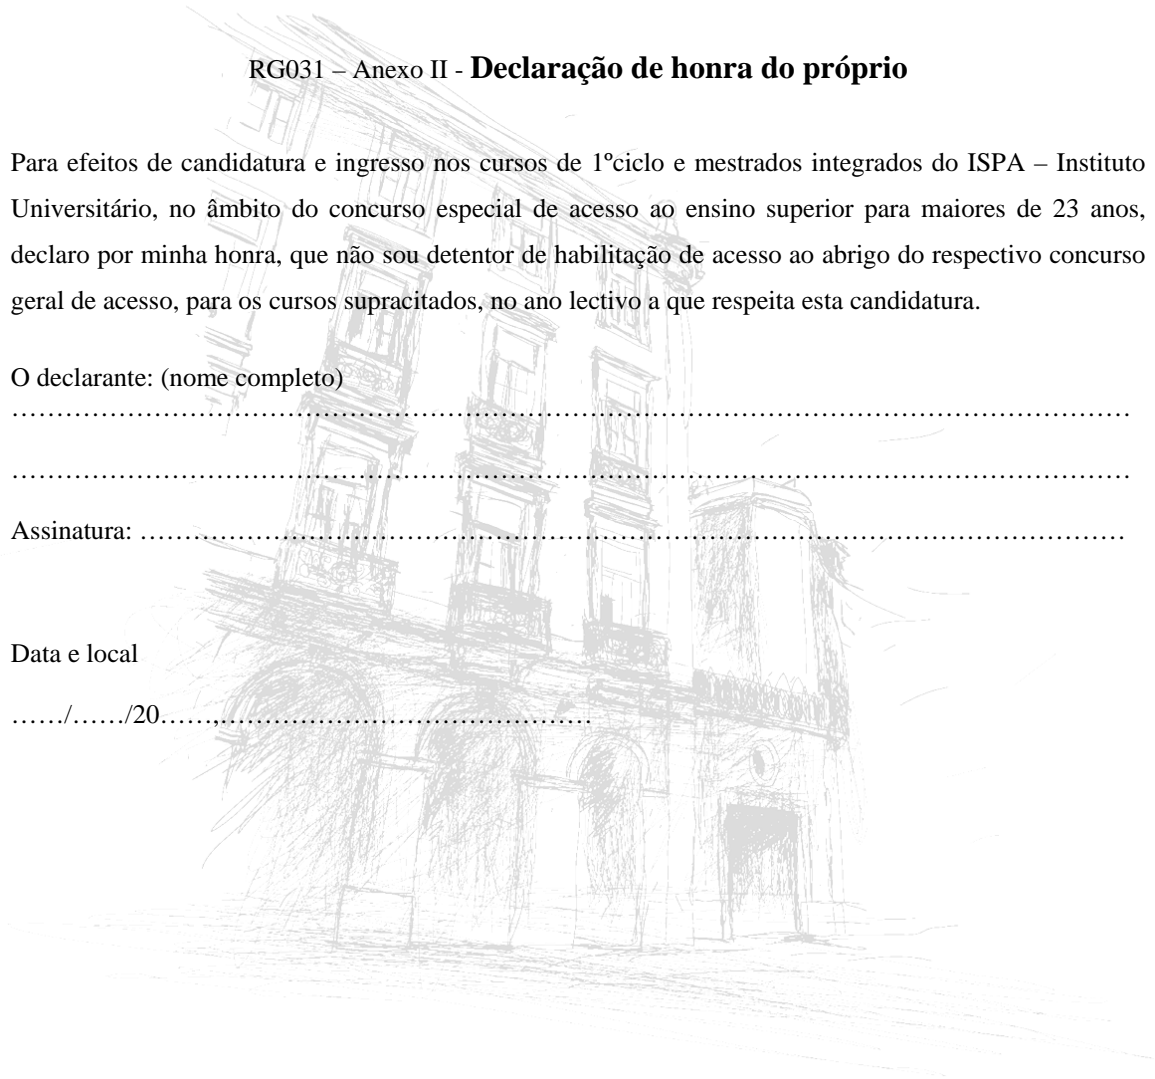 RG031 – Anexo II - Declaração de honra do próprio
Para efeitos de candidatura e ingresso nos cursos de 1ºciclo e mestrados integrados do ISPA – Instituto
Universitário, no âmbito do concurso especial de acesso ao ensino superior para maiores de 23 anos,
declaro por minha honra, que não sou detentor de habilitação de acesso ao abrigo do respectivo concurso
geral de acesso, para os cursos supracitados, no ano lectivo a que respeita esta candidatura.
O declarante: (nome completo)
…………………………………………………………………………………………………………………
…………………………………………………………………………………………………………………
Assinatura: ……………………………………………………………………………………………………
Data e local
……/……/20……,……………………………………